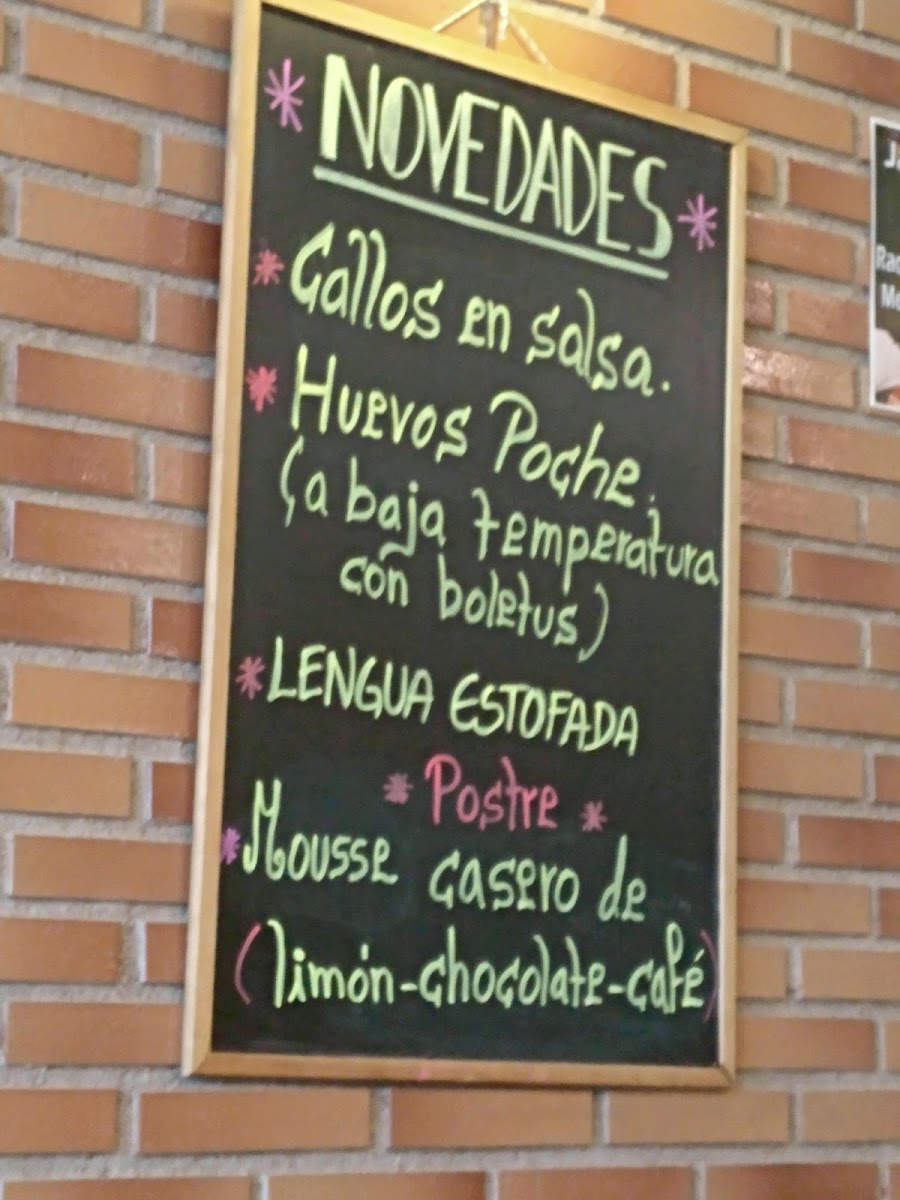 NOVEDADES
Gallos en salsa.
Huevos Poche.
(a baja temperatura
con boletus)
LENGUA ESTOFADA
* Postre *
Mousse casero de
(limón-chocolate-café)